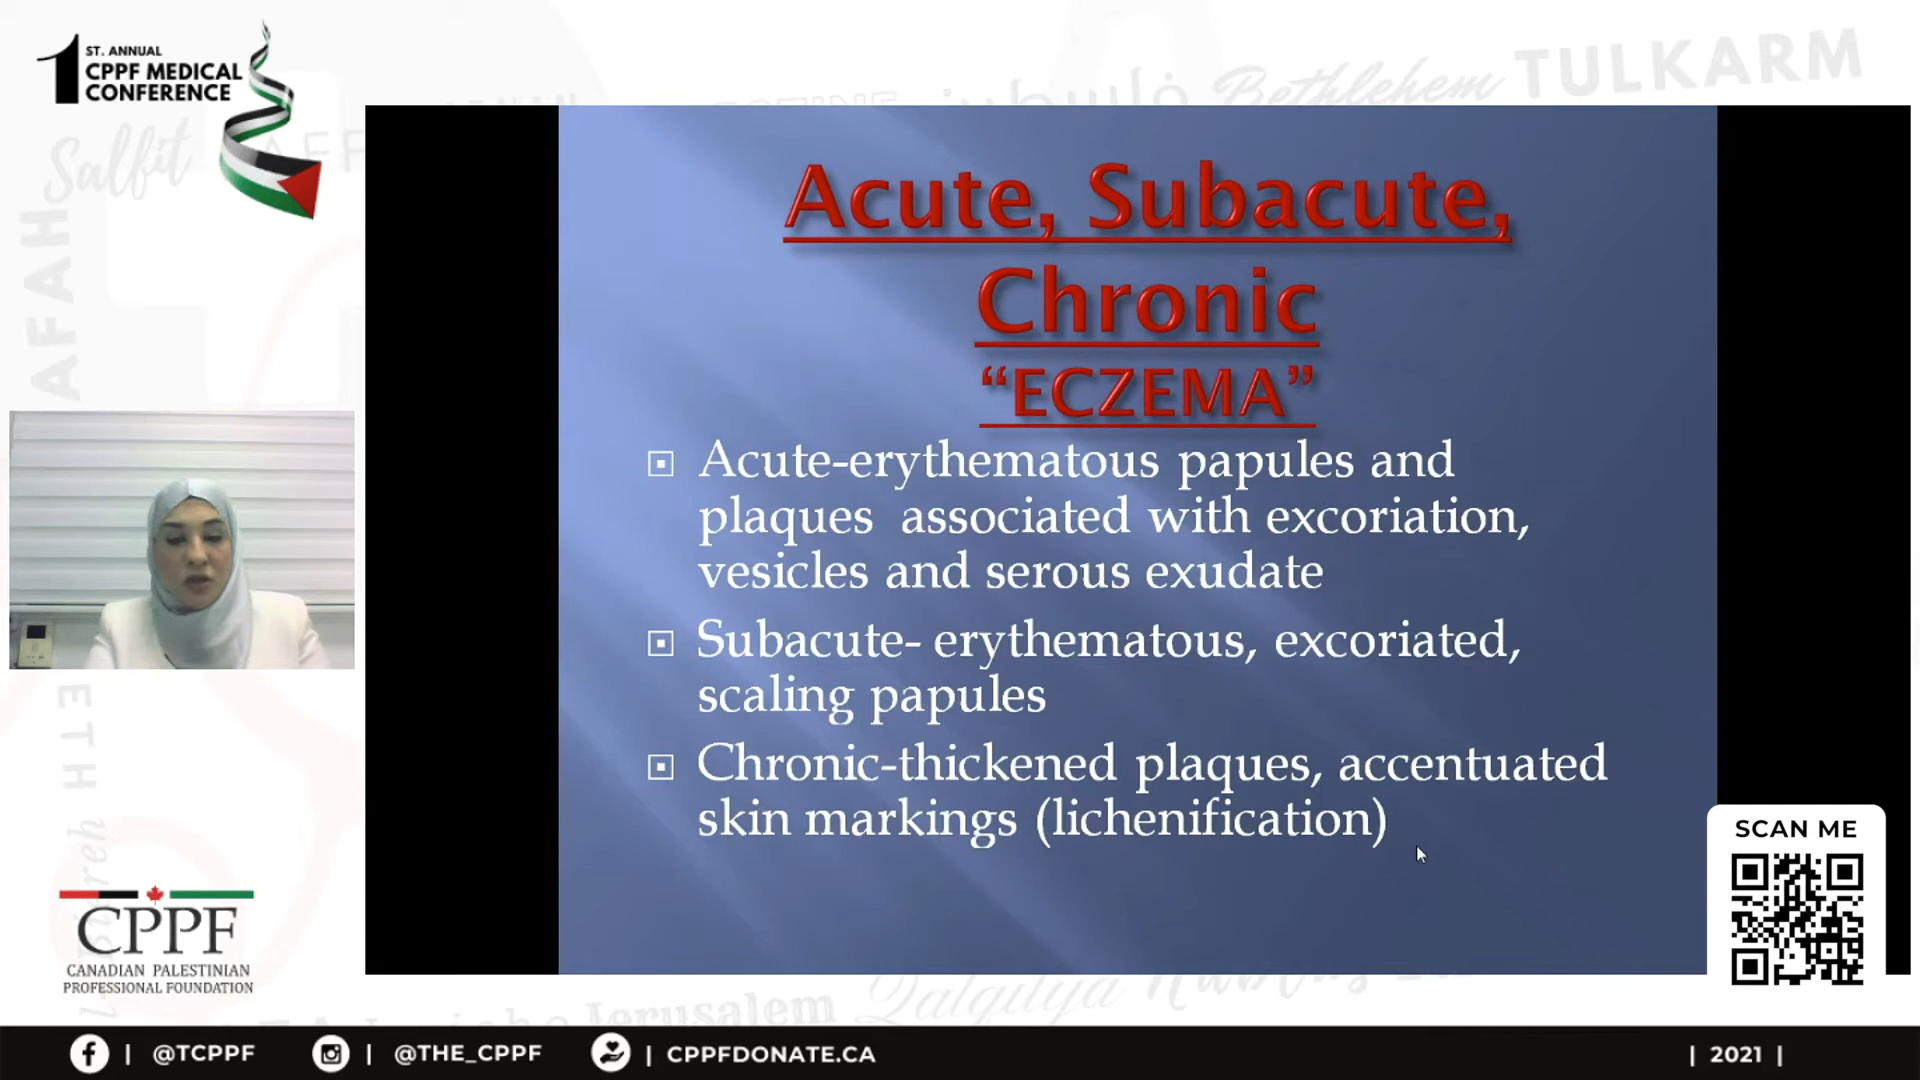 1 ST. ANNUAL
CPPF MEDICAL
CONFERENCE
Salfit
TULKARM
Bethlehem
AFAH
Acute, Subacute,
Chronic
“ECZEMA”
Acute-erythematous papules and
plaques associated with excoriation,
vesicles and serous exudate
Subacute- erythematous, excoriated,
scaling papules
Chronic-thickened plaques, accentuated
skin markings (lichenification)
SCAN ME
CPPF
CANADIAN PALESTINIAN
PROFESSIONAL FOUNDATION
Jerusalem
Qalqilya
| @TCPPF
| @THE_CPPF
| CPPFDONATE.CA
| 2021 |